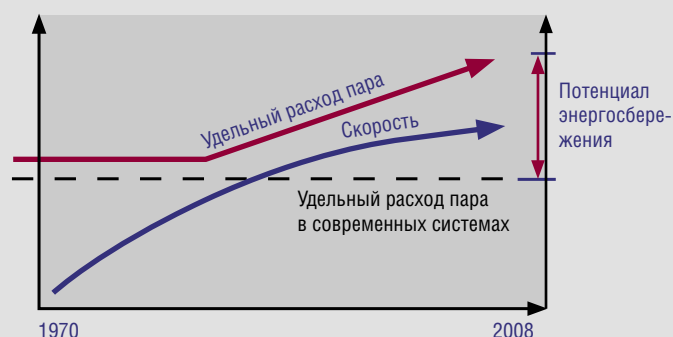 Удельный расход пара
Скорость
Потенциал
энергосбере-
жения
Удельный расход пара
в современных системах
1970
2008